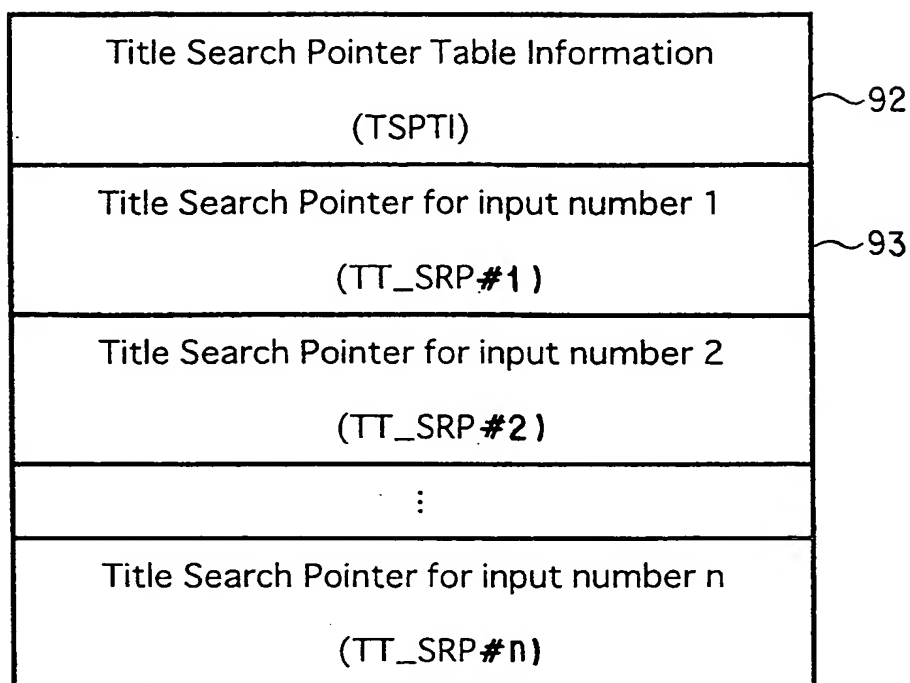 Title Search Pointer Table Information
(TSPTI)
92
Title Search Pointer for input number 1
(TT_SRP#1)
93
Title Search Pointer for input number 2
(TT_SRP#2)
⋮
Title Search Pointer for input number n
(TT_SRP#n)